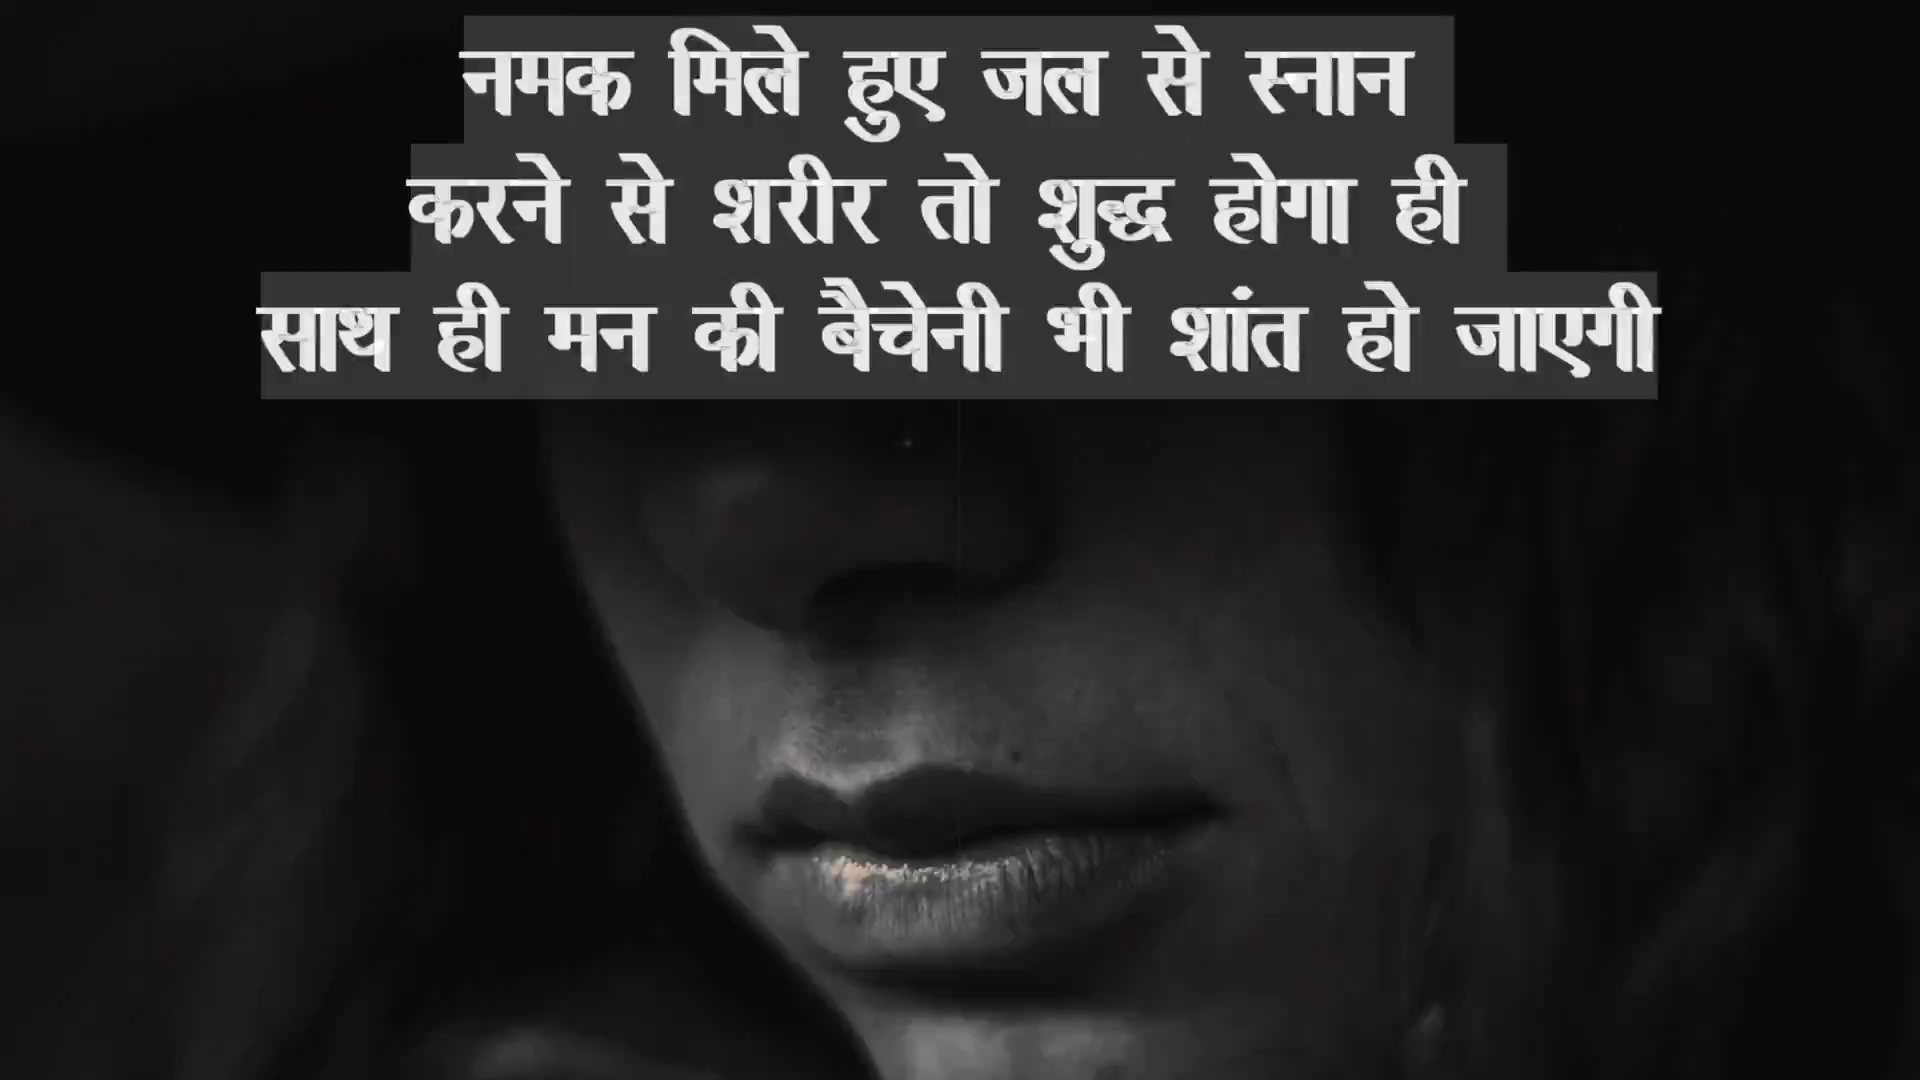 नमक मिले हुए जल से स्नान
करने से शरीर तो शुद्ध होगा ही
साथ ही मन की बैचेनी भी शांत हो जाएगी